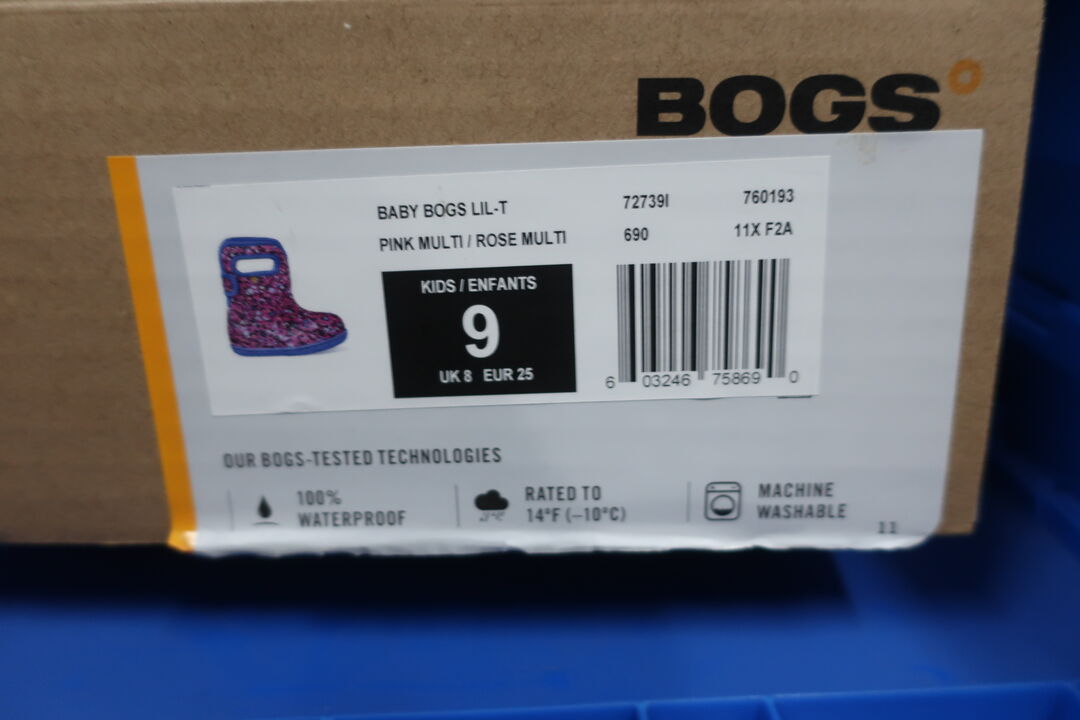 BOGS
BABY BOGS LIL-T
PINK MULTI / ROSE MULTI
72739I
760193
690
11X F2A
KIDS / ENFANTS
9
UK 8 EUR 25
6 03246 75869 0
OUR BOGS-TESTED TECHNOLOGIES
100%
WATERPROOF
RATED TO
14°F (–10°C)
MACHINE
WASHABLE
11